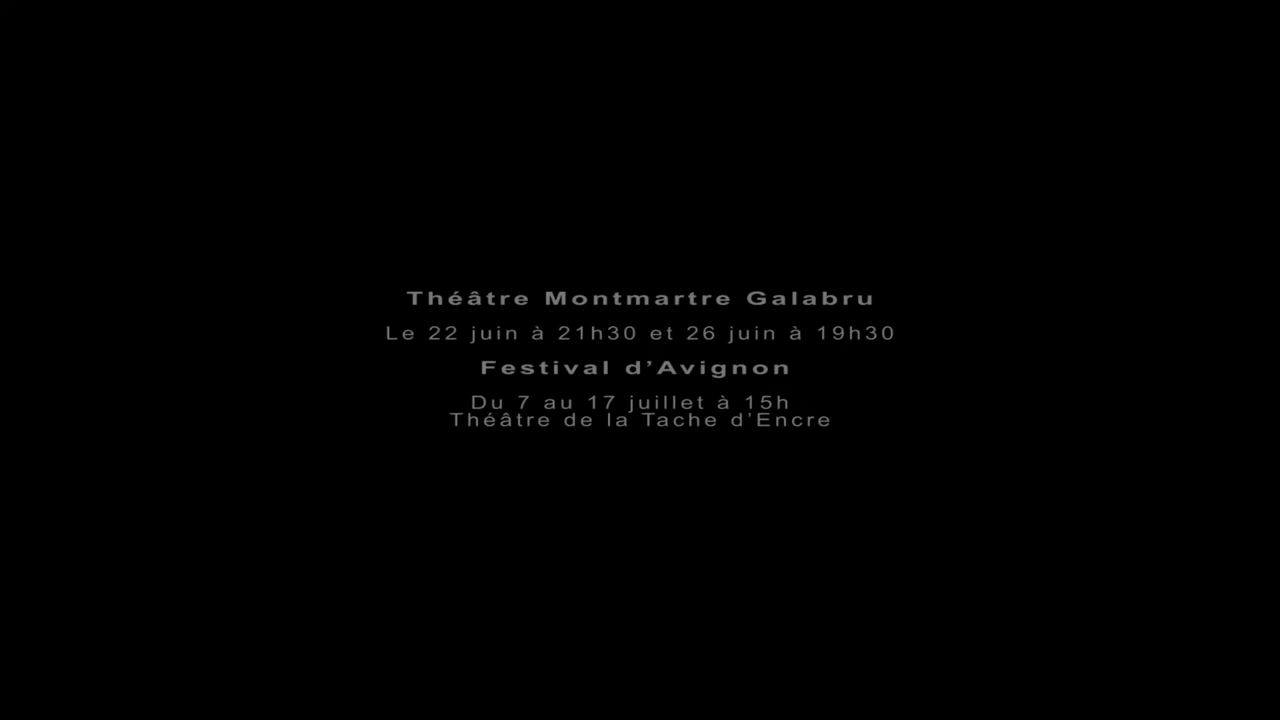 Théâtre Montmartre Galabru
Le 22 juin à 21h30 et 26 juin à 19h30
Festival d’Avignon
Du 7 au 17 juillet à 15h
Théâtre de la Tache d’Encre